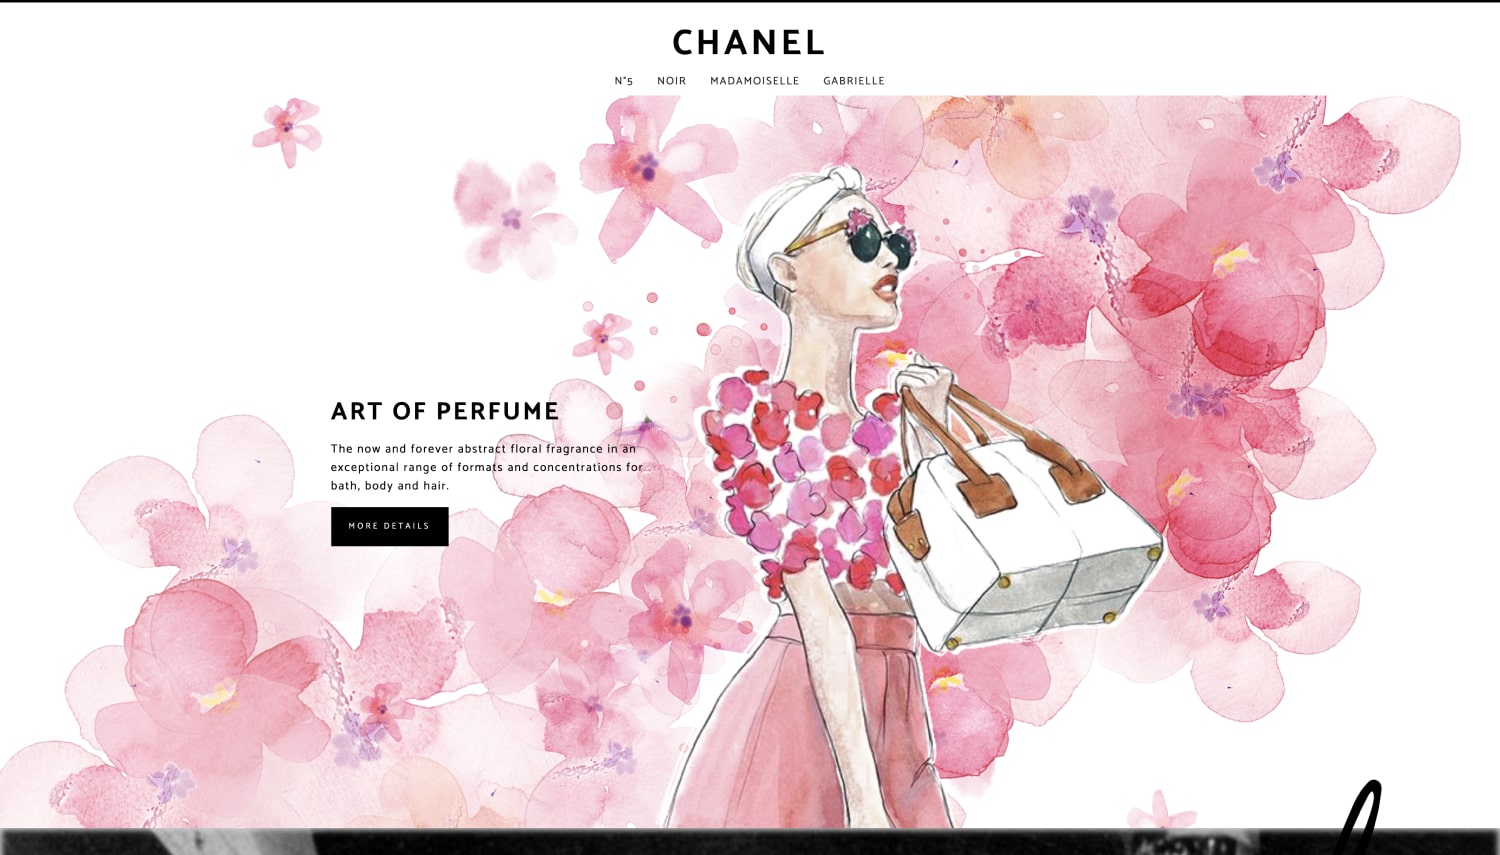 CHANEL
N°5 NOIR MADAMOISELLE GABRIELLE
ART OF PERFUME
The now and forever abstract floral fragrance in an
exceptional range of formats and concentrations for
bath, body and hair.
MORE DETAILS